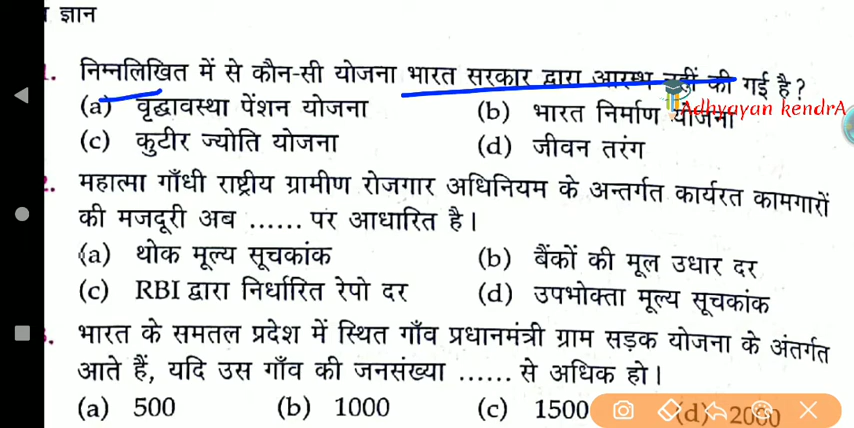 ज्ञान
1. निम्नलिखित में से कौन-सी योजना भारत सरकार द्वारा आरम्भ नहीं की गई है?
(a) वृद्धावस्था पेंशन योजना (b) भारत निर्माण योजना
Adhyayan kendrA
(c) कुटीर ज्योति योजना (d) जीवन तरंग
2. महात्मा गाँधी राष्ट्रीय ग्रामीण रोजगार अधिनियम के अन्तर्गत कार्यरत कामगारों
की मजदूरी अब ...... पर आधारित है।
(a) थोक मूल्य सूचकांक (b) बैंकों की मूल उधार दर
(c) RBI द्वारा निर्धारित रेपो दर (d) उपभोक्ता मूल्य सूचकांक
3. भारत के समतल प्रदेश में स्थित गाँव प्रधानमंत्री ग्राम सड़क योजना के अंतर्गत
आते हैं, यदि उस गाँव की जनसंख्या ...... से अधिक हो।
(a) 500 (b) 1000 (c) 1500 (d) 2000